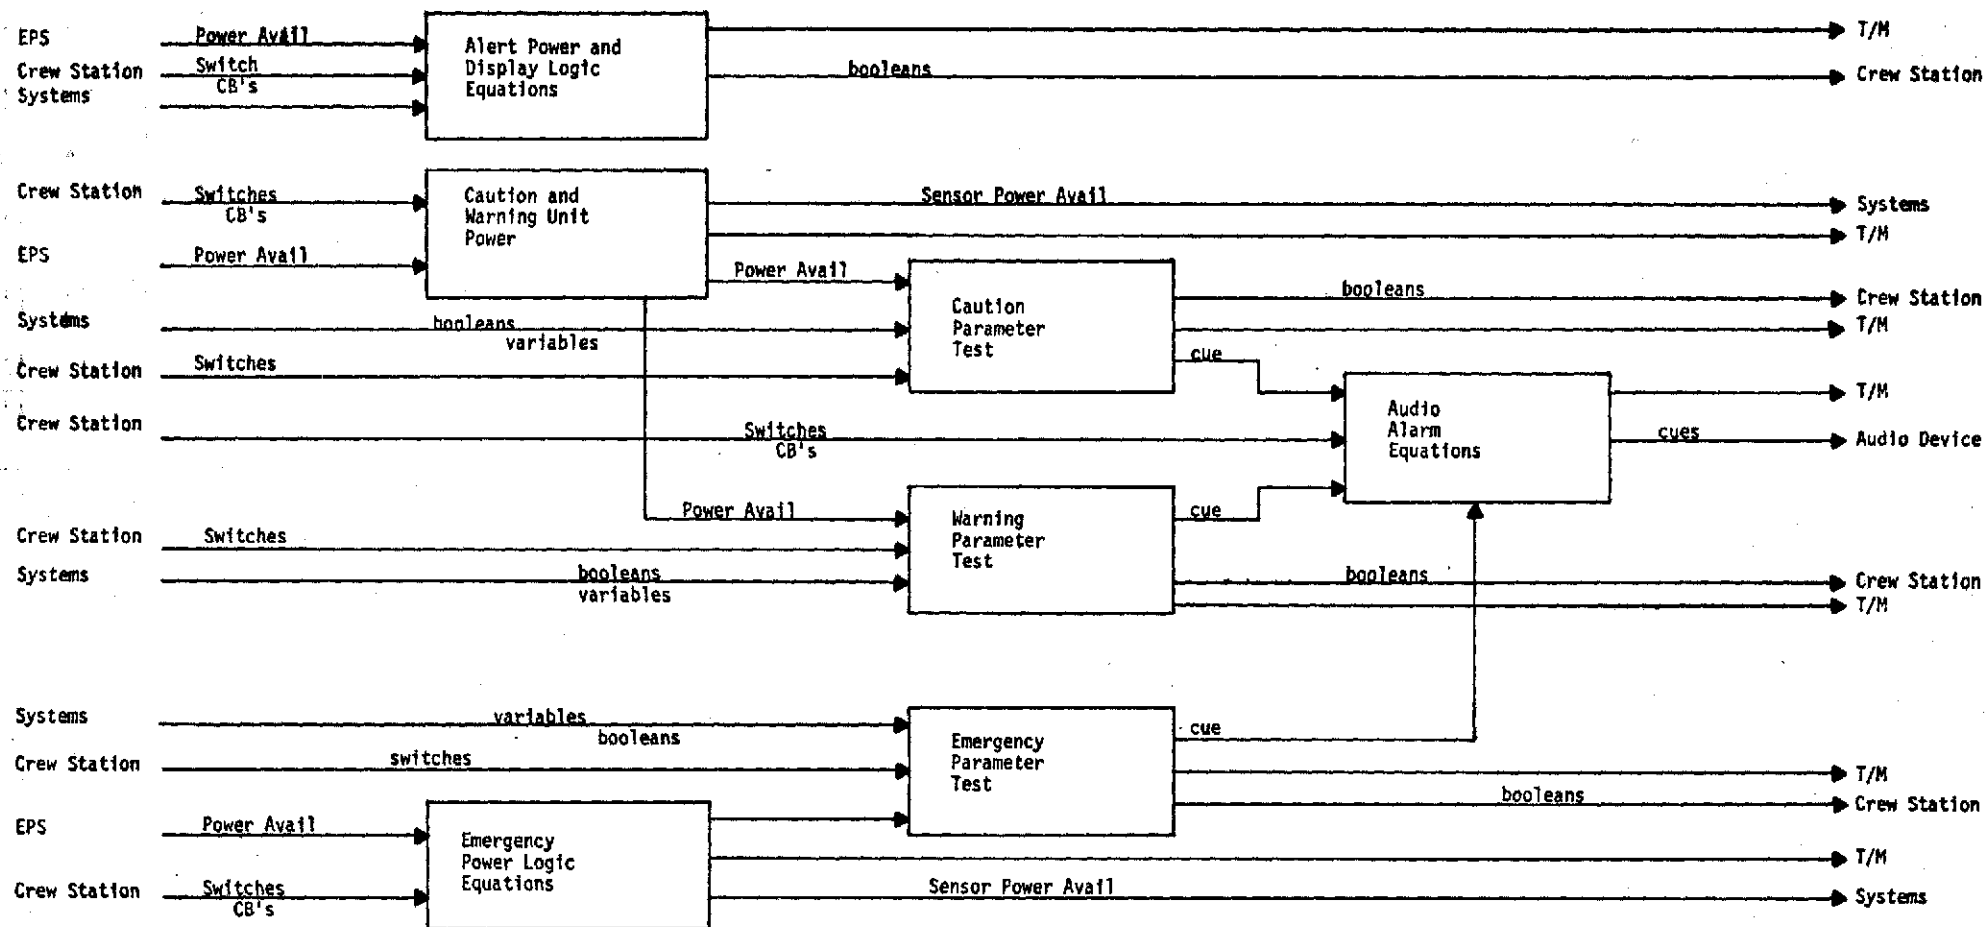 EPS
Power Avail
Crew Station
Switch
CB's
Systems
Alert Power and
Display Logic
Equations
T/M
booleans
Crew Station
Crew Station
Switches
CB's
EPS
Power Avail
Caution and
Warning Unit
Power
Sensor Power Avail
Systems
T/M
Power Avail
Systems
booleans
variables
Crew Station
Switches
Caution
Parameter
Test
booleans
Crew Station
T/M
cue
Crew Station
Switches
CB's
Audio
Alarm
Equations
T/M
cues
Audio Device
Power Avail
Crew Station
Switches
Systems
booleans
variables
Warning
Parameter
Test
cue
booleans
Crew Station
T/M
Systems
variables
booleans
Crew Station
switches
Emergency
Parameter
Test
cue
T/M
booleans
Crew Station
EPS
Power Avail
Crew Station
Switches
CB's
Emergency
Power Logic
Equations
T/M
Sensor Power Avail
Systems